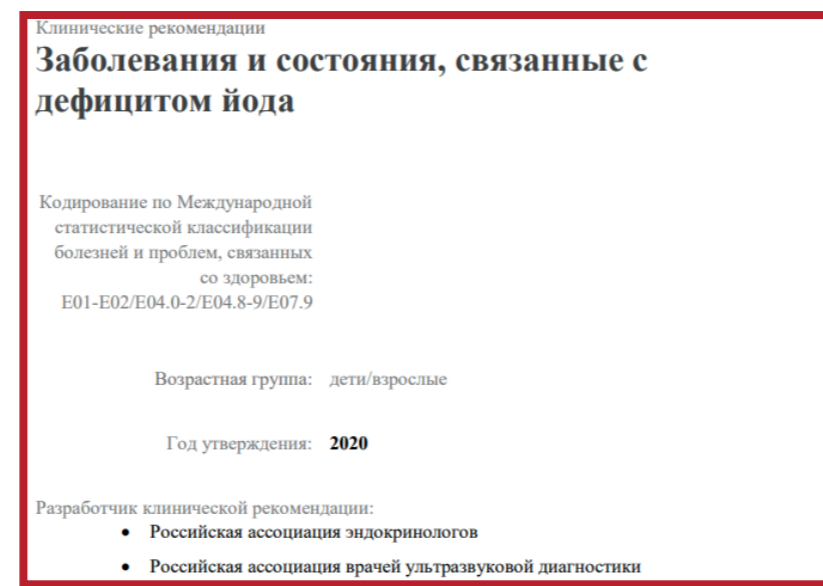 Клинические рекомендации
Заболевания и состояния, связанные с
дефицитом йода
Кодирование по Международной
статистической классификации
болезней и проблем, связанных
со здоровьем:
E01-E02/E04.0-2/E04.8-9/E07.9
Возрастная группа: дети/взрослые
Год утверждения: 2020
Разработчик клинической рекомендации:
• Российская ассоциация эндокринологов
• Российская ассоциация врачей ультразвуковой диагностики